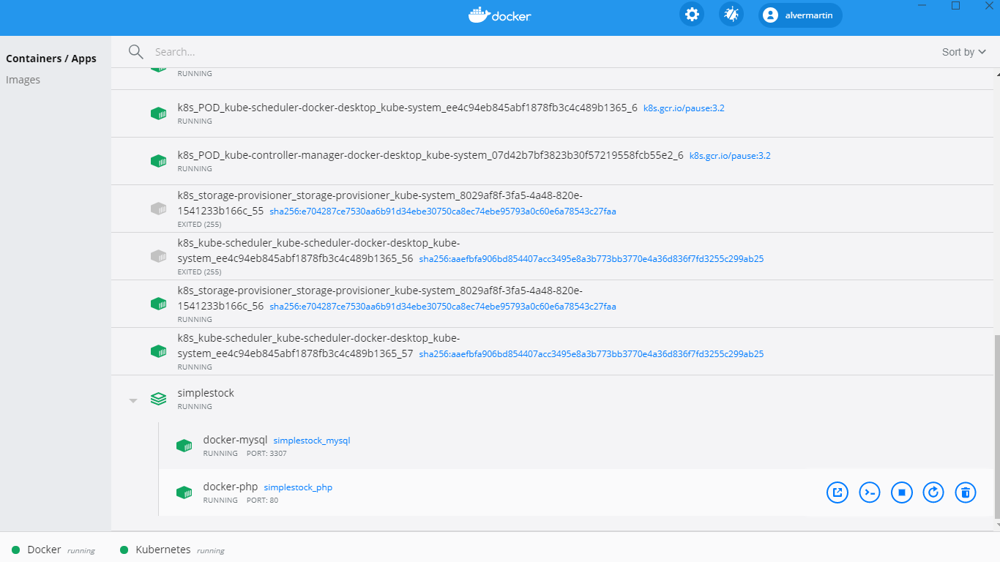 docker
alvermartin
Containers / Apps
Images
Search...
Sort by
RUNNING
k8s_POD_kube-scheduler-docker-desktop_kube-system_ee4c94eb845abf1878fb3c4c489b1365_6 k8s.gcr.io/pause:3.2
RUNNING
k8s_POD_kube-controller-manager-docker-desktop_kube-system_07d42b7bf3823b30f57219558fcb55e2_6 k8s.gcr.io/pause:3.2
RUNNING
k8s_storage-provisioner_storage-provisioner_kube-system_8029af8f-3fa5-4a48-820e-
1541233b166c_55 sha256:e704287ce7530aa6b91d34ebe30750ca8ec74ebe95793a0c60e6a78543c27faa
EXITED (255)
k8s_kube-scheduler_kube-scheduler-docker-desktop_kube-
system_ee4c94eb845abf1878fb3c4c489b1365_56 sha256:aaefbfa906bd854407acc3495e8a3b773bb3770e4a36d836f7fd3255c299ab25
EXITED (255)
k8s_storage-provisioner_storage-provisioner_kube-system_8029af8f-3fa5-4a48-820e-
1541233b166c_56 sha256:e704287ce7530aa6b91d34ebe30750ca8ec74ebe95793a0c60e6a78543c27faa
RUNNING
k8s_kube-scheduler_kube-scheduler-docker-desktop_kube-
system_ee4c94eb845abf1878fb3c4c489b1365_57 sha256:aaefbfa906bd854407acc3495e8a3b773bb3770e4a36d836f7fd3255c299ab25
RUNNING
simplestock
RUNNING
docker-mysql simplestock_mysql
RUNNING PORT: 3307
docker-php simplestock_php
RUNNING PORT: 80
Docker running Kubernetes running